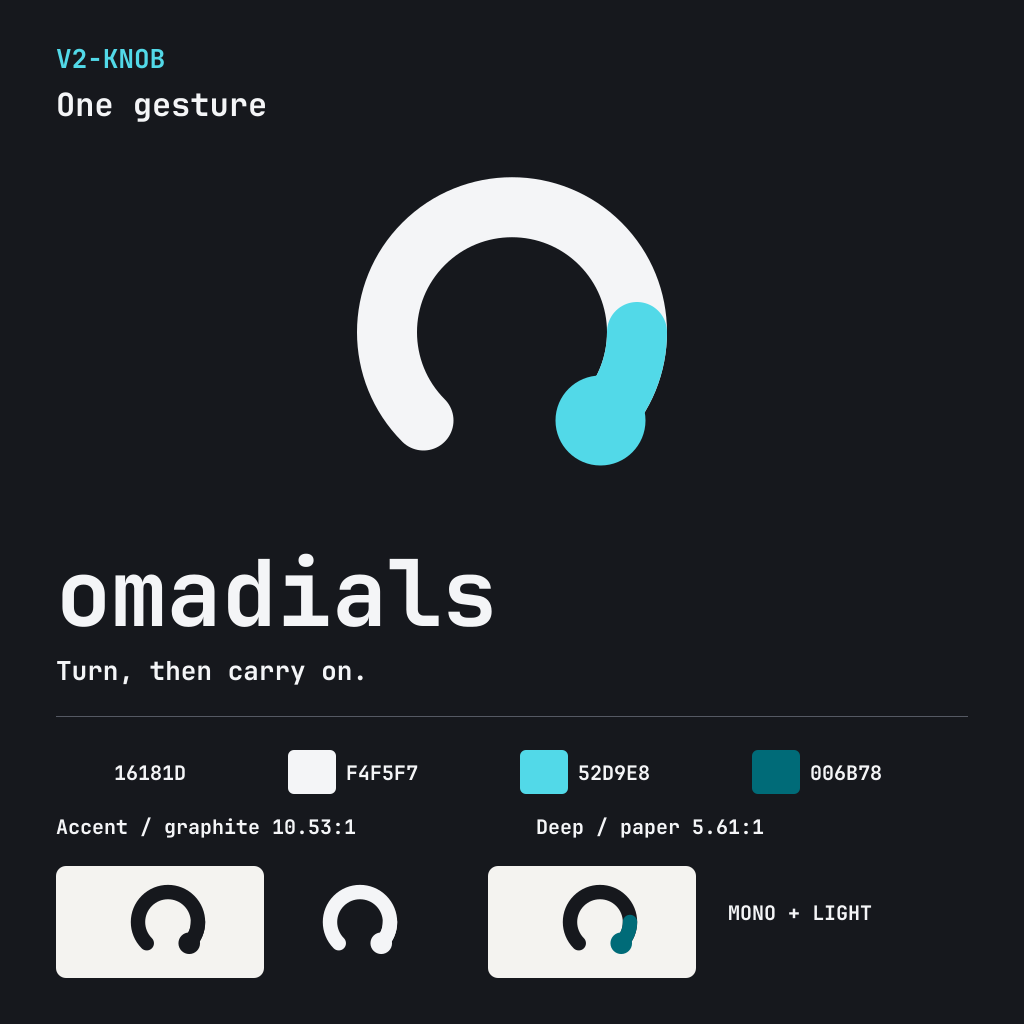 V2-KNOB
One gesture
omadials
Turn, then carry on.
16181D F4F5F7 52D9E8 006B78
Accent / graphite 10.53:1 Deep / paper 5.61:1
MONO + LIGHT